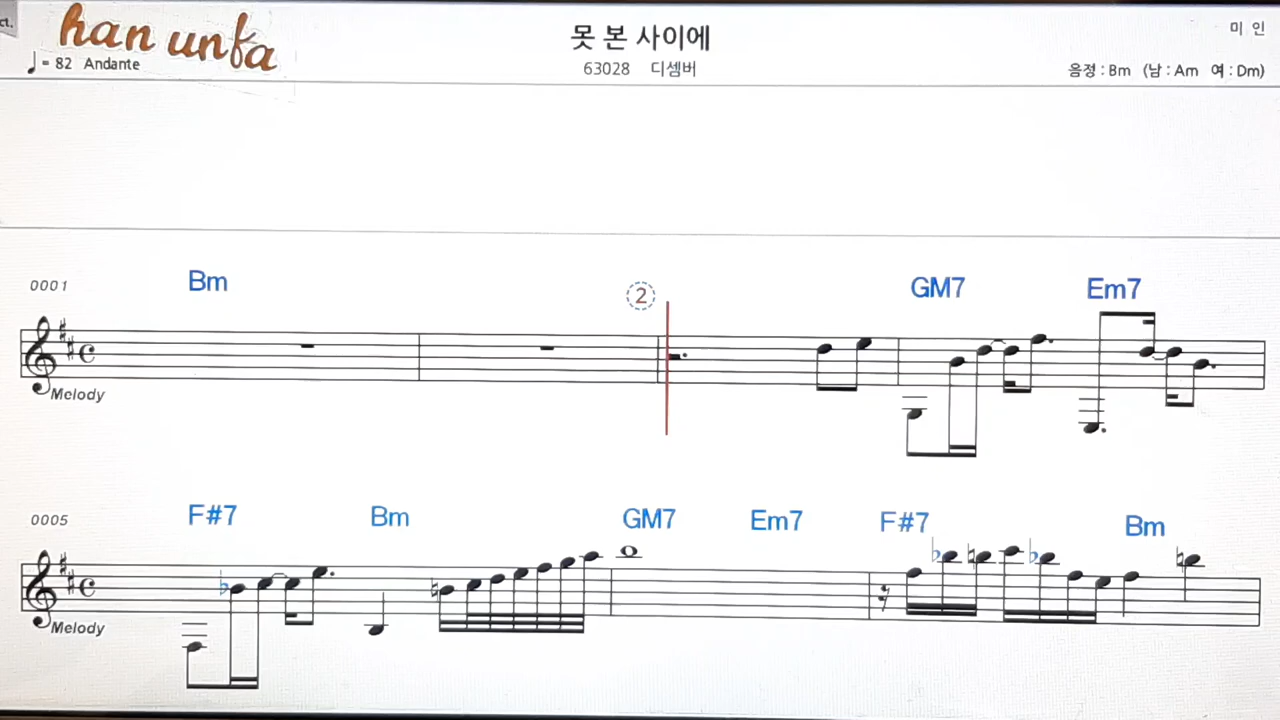 ct.
han unfa
못 본 사이에
미 인
♩= 82 Andante
63028 디셈버
음정 : Bm (남 : Am 여 : Dm)
0001 Bm ② GM7 Em7
Melody
0005 F#7 Bm GM7 Em7 F#7 Bm
Melody